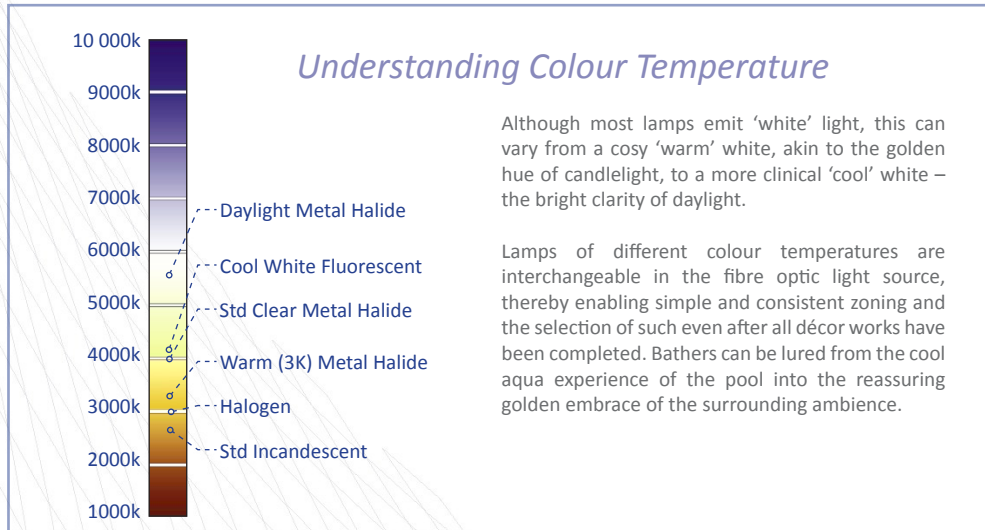 Understanding Colour Temperature
10 000k
9000k
8000k
7000k
6000k
5000k
4000k
3000k
2000k
1000k
Daylight Metal Halide
Cool White Fluorescent
Std Clear Metal Halide
Warm (3K) Metal Halide
Halogen
Std Incandescent
Although most lamps emit ‘white’ light, this can
vary from a cosy ‘warm’ white, akin to the golden
hue of candlelight, to a more clinical ‘cool’ white –
the bright clarity of daylight.
Lamps of different colour temperatures are
interchangeable in the fibre optic light source,
thereby enabling simple and consistent zoning and
the selection of such even after all décor works have
been completed. Bathers can be lured from the cool
aqua experience of the pool into the reassuring
golden embrace of the surrounding ambience.